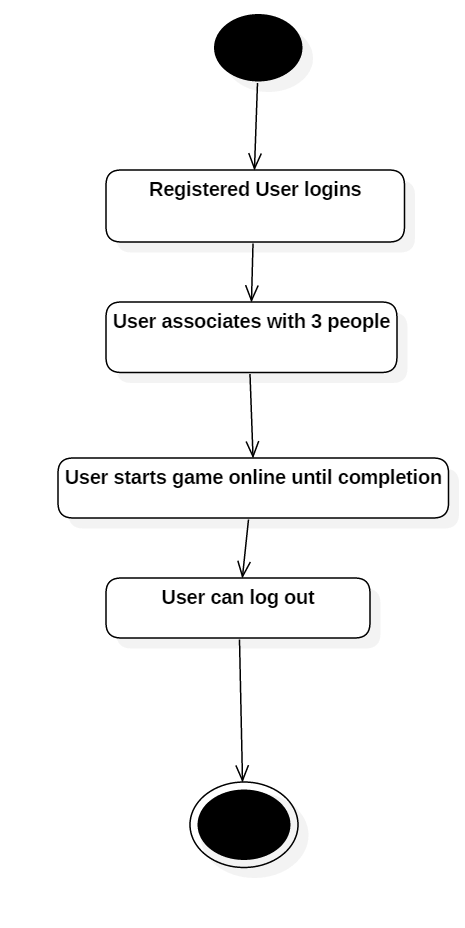 Registered User logins
User associates with 3 people
User starts game online until completion
User can log out